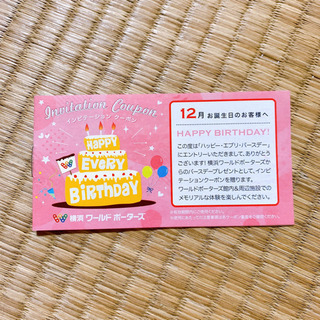 Invitation Coupon
インビテーション クーポン
HAPPY
EVERY
BiRTHDAY
横浜 ワールド ポーターズ
12月 お誕生日のお客様へ
HAPPY BIRTHDAY!
この度は「ハッピー・エブリ・バースデー」
にエントリーいただきまして、ありがとう
ございます! 横浜ワールドポーターズか
らのバースデープレゼントとして、インビ
テーションクーポンを贈ります。
ワールドポーターズ館内&周辺施設での
メモリアルな体験を楽しんでください。